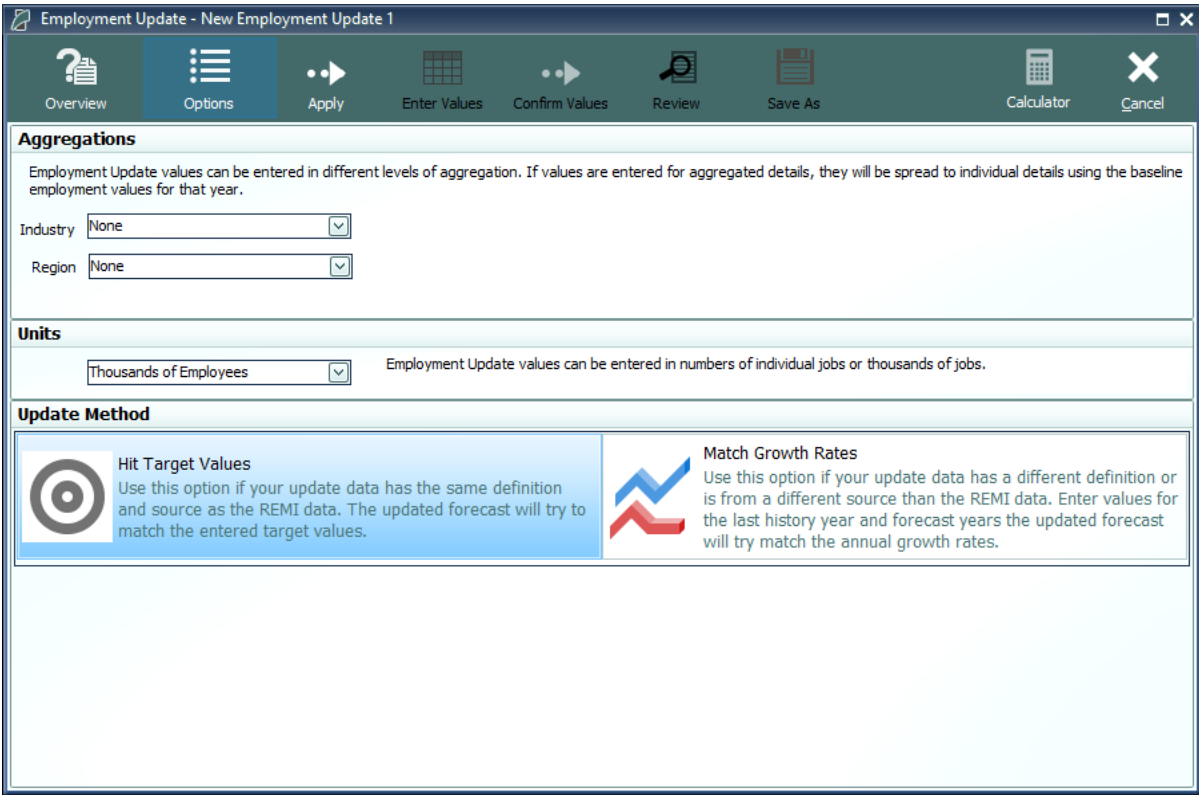 Employment Update - New Employment Update 1
Overview
Options
Apply
Enter Values
Confirm Values
Review
Save As
Calculator
Cancel
Aggregations
Employment Update values can be entered in different levels of aggregation. If values are entered for aggregated details, they will be spread to individual details using the baseline
employment values for that year.
Industry None
Region None
Units
Thousands of Employees
Employment Update values can be entered in numbers of individual jobs or thousands of jobs.
Update Method
Hit Target Values
Use this option if your update data has the same definition
and source as the REMI data. The updated forecast will try to
match the entered target values.
Match Growth Rates
Use this option if your update data has a different definition or
is from a different source than the REMI data. Enter values for
the last history year and forecast years the updated forecast
will try match the annual growth rates.